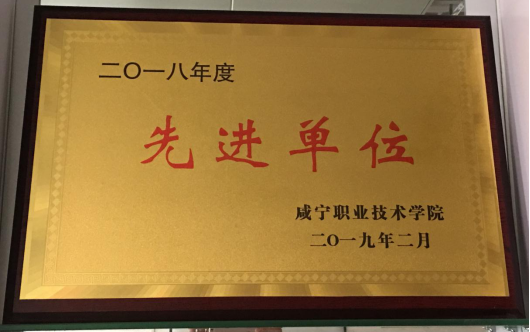 二〇一八年度
先进单位
咸宁职业技术学院
二〇一九年二月